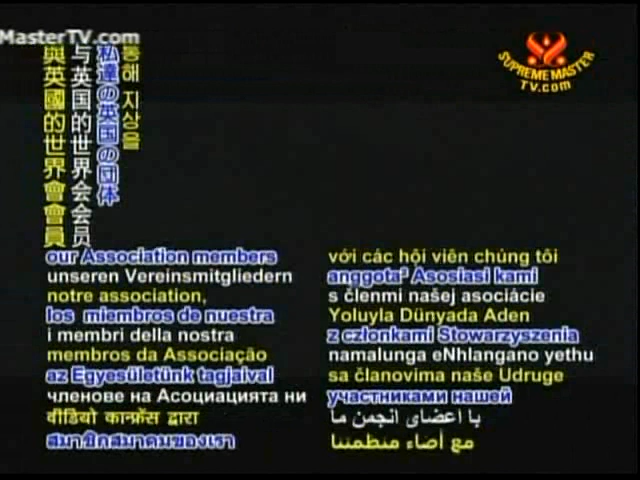 MasterTV.com
SUPREME MASTER
TV.com
통해 지상을
私達の英国の団体
与英国的世界会会员
與英國的世界會會員
our Association members
unseren Vereinsmitgliedern
notre association,
los miembros de nuestra
i membri della nostra
membros da Associação
az Egyesületünk tagjaival
членове на Асоциацията ни
वीडियो कान्फ्रेंस द्वारा
สมาชิกสมาคมของเรา
với các hội viên chúng tôi
anggota² Asosiasi kami
s členmi našej asociácie
Yoluyla Dünyada Aden
z czlonkami Stowarzyszenia
namalunga eNhlangano yethu
sa članovima naše Udruge
участниками нашей
با اعضای انجمن ما
مع أضاء منظمتنا